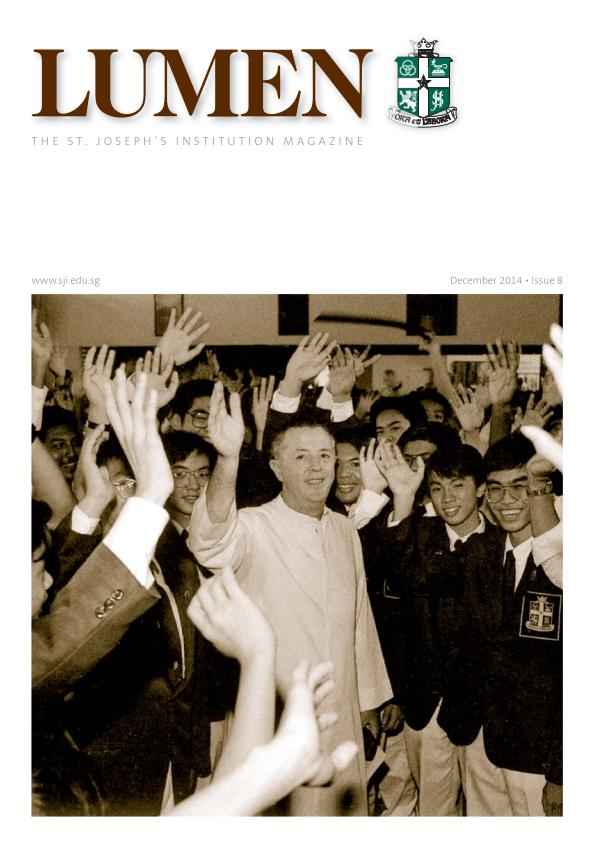 LUMEN
ORA et LABORA
THE ST. JOSEPH'S INSTITUTION MAGAZINE
www.sji.edu.sg
December 2014 • Issue 8